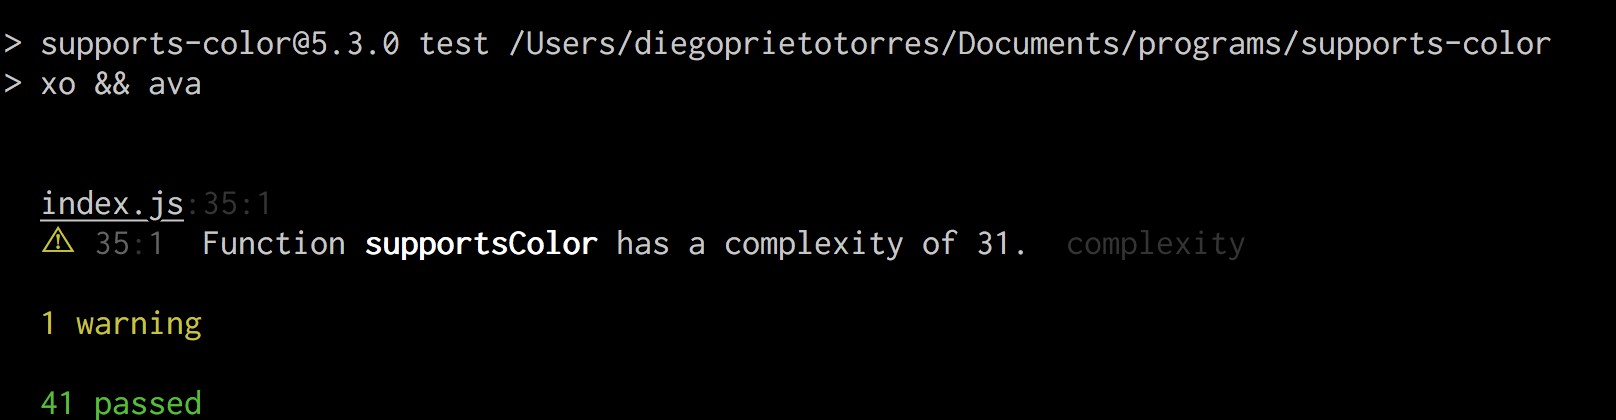 > supports-color@5.3.0 test /Users/diegoprietotorres/Documents/programs/supports-color
> xo && ava
index.js:35:1
⚠ 35:1 Function supportsColor has a complexity of 31. complexity
1 warning
41 passed